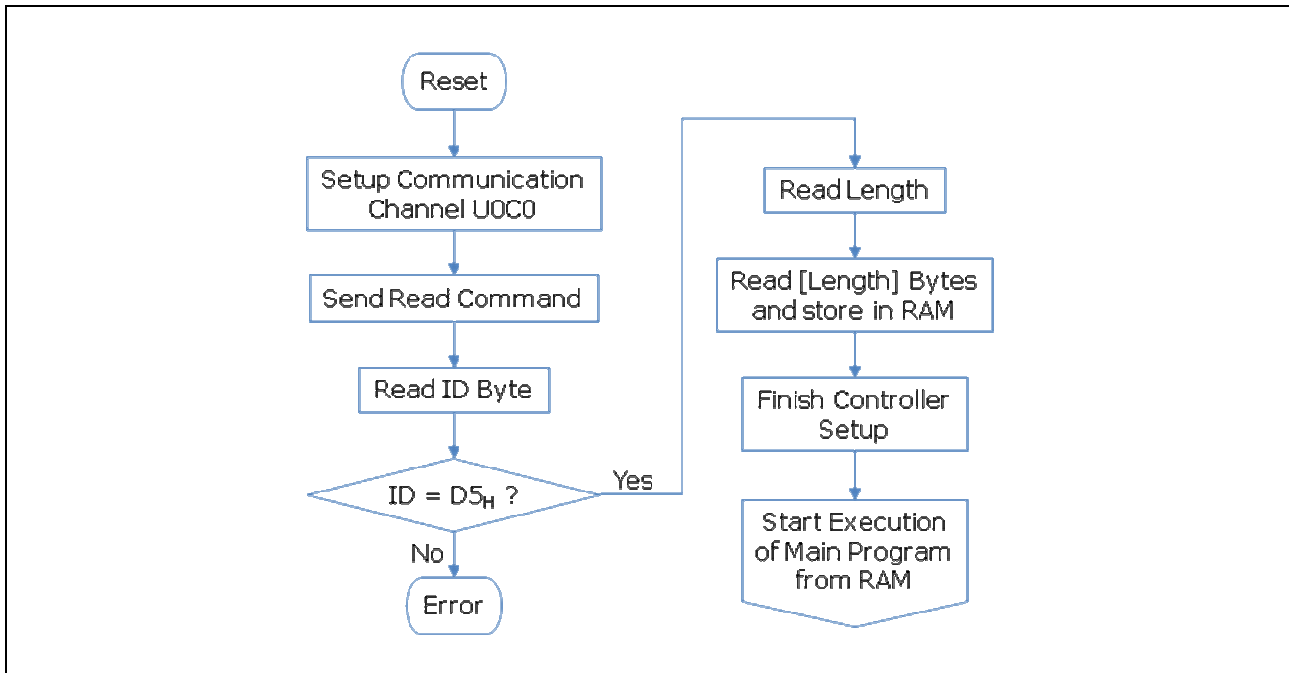 Reset
Setup Communication
Channel U0C0
Send Read Command
Read ID Byte
ID = D5H ?
Yes
No
Error
Read Length
Read [Length] Bytes
and store in RAM
Finish Controller
Setup
Start Execution
of Main Program
from RAM